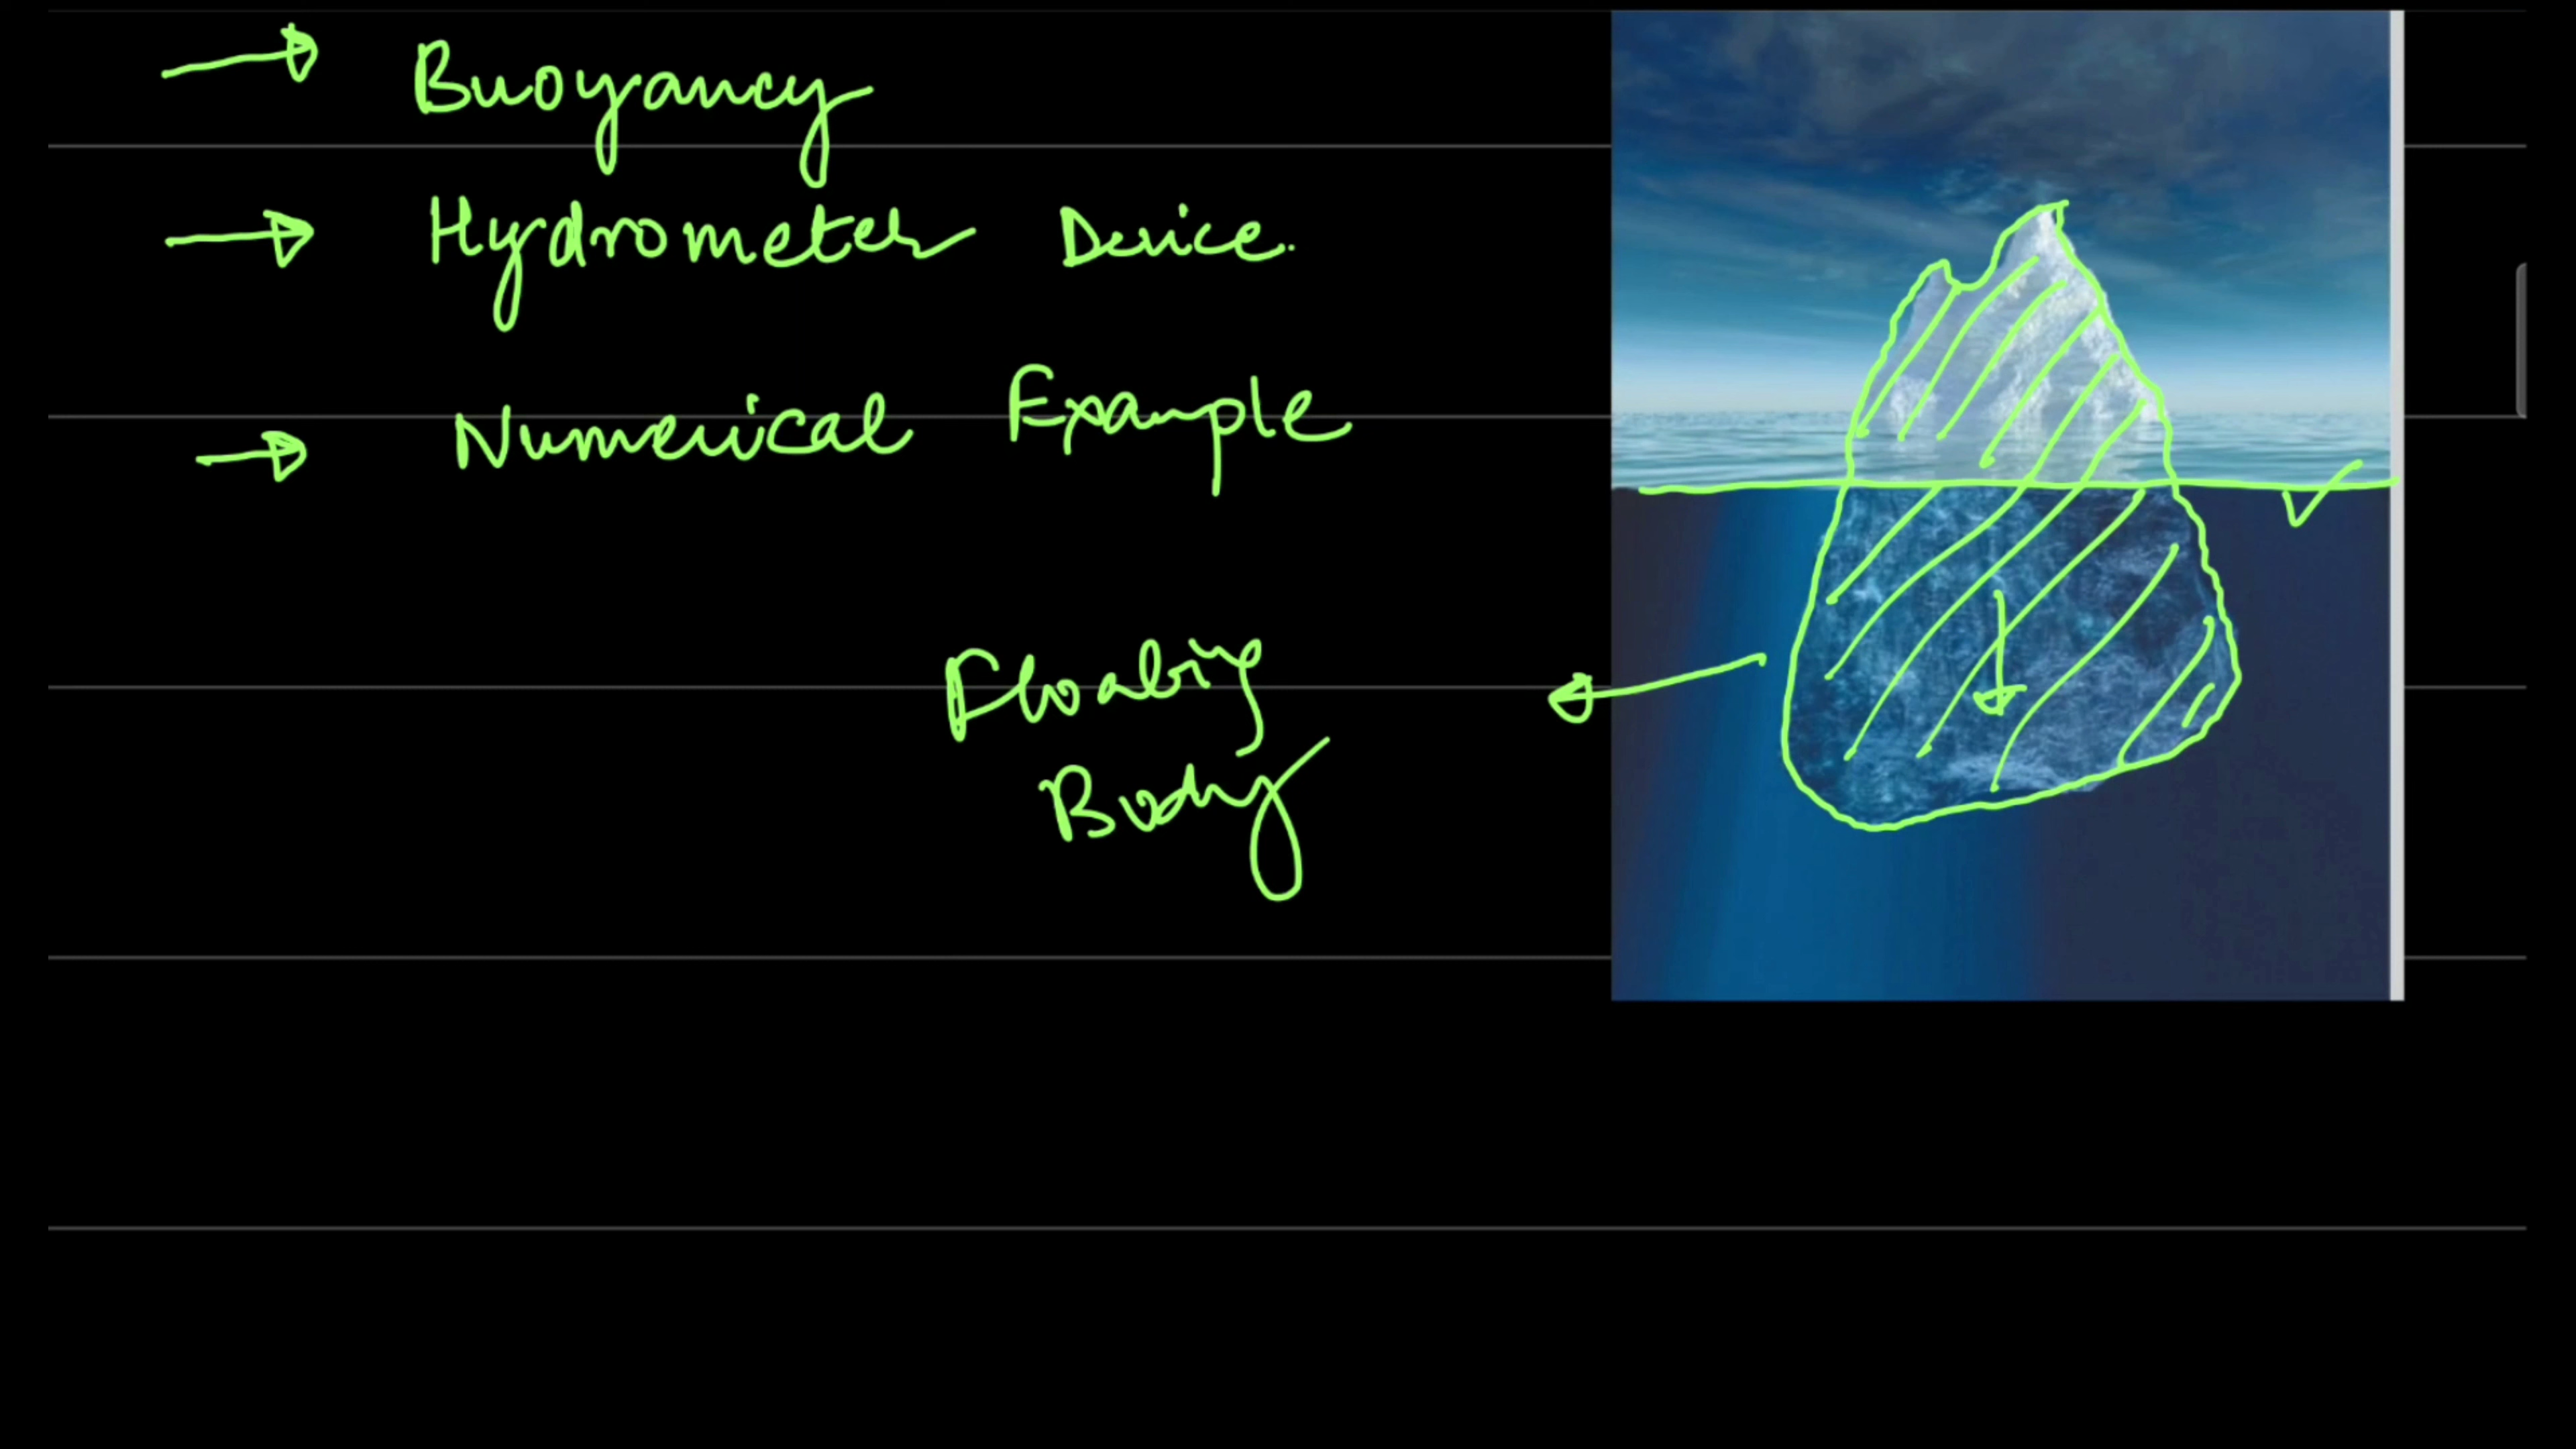 → Buoyancy
→ Hydrometer Device.
→ Numerical Example
Floating
Body